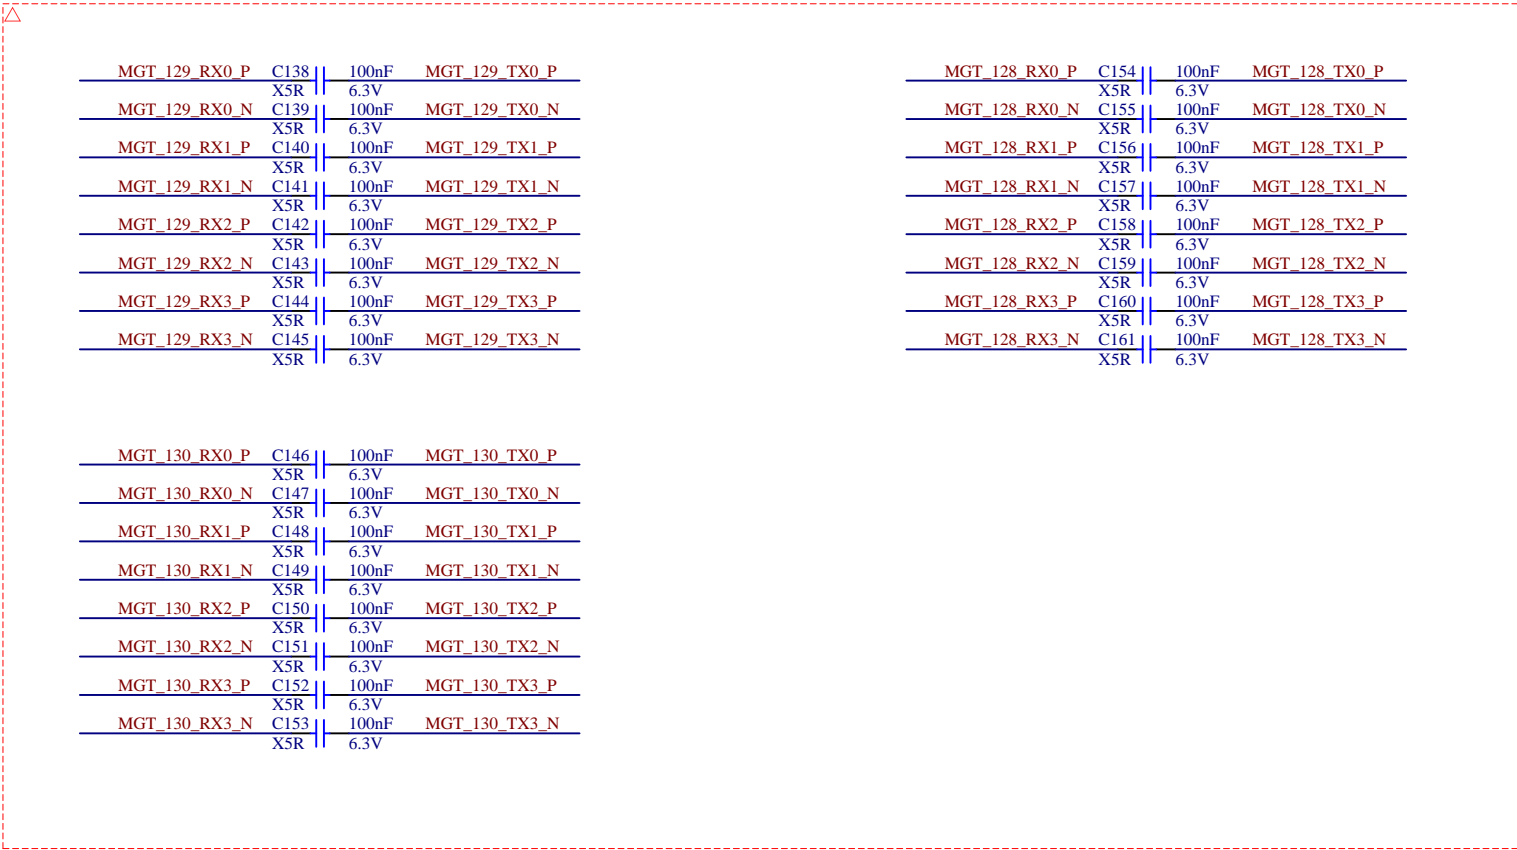 MGT_129_RX0_P C138 100nF MGT_129_TX0_P
X5R 6.3V
MGT_129_RX0_N C139 100nF MGT_129_TX0_N
X5R 6.3V
MGT_129_RX1_P C140 100nF MGT_129_TX1_P
X5R 6.3V
MGT_129_RX1_N C141 100nF MGT_129_TX1_N
X5R 6.3V
MGT_129_RX2_P C142 100nF MGT_129_TX2_P
X5R 6.3V
MGT_129_RX2_N C143 100nF MGT_129_TX2_N
X5R 6.3V
MGT_129_RX3_P C144 100nF MGT_129_TX3_P
X5R 6.3V
MGT_129_RX3_N C145 100nF MGT_129_TX3_N
X5R 6.3V
MGT_128_RX0_P C154 100nF MGT_128_TX0_P
X5R 6.3V
MGT_128_RX0_N C155 100nF MGT_128_TX0_N
X5R 6.3V
MGT_128_RX1_P C156 100nF MGT_128_TX1_P
X5R 6.3V
MGT_128_RX1_N C157 100nF MGT_128_TX1_N
X5R 6.3V
MGT_128_RX2_P C158 100nF MGT_128_TX2_P
X5R 6.3V
MGT_128_RX2_N C159 100nF MGT_128_TX2_N
X5R 6.3V
MGT_128_RX3_P C160 100nF MGT_128_TX3_P
X5R 6.3V
MGT_128_RX3_N C161 100nF MGT_128_TX3_N
X5R 6.3V
MGT_130_RX0_P C146 100nF MGT_130_TX0_P
X5R 6.3V
MGT_130_RX0_N C147 100nF MGT_130_TX0_N
X5R 6.3V
MGT_130_RX1_P C148 100nF MGT_130_TX1_P
X5R 6.3V
MGT_130_RX1_N C149 100nF MGT_130_TX1_N
X5R 6.3V
MGT_130_RX2_P C150 100nF MGT_130_TX2_P
X5R 6.3V
MGT_130_RX2_N C151 100nF MGT_130_TX2_N
X5R 6.3V
MGT_130_RX3_P C152 100nF MGT_130_TX3_P
X5R 6.3V
MGT_130_RX3_N C153 100nF MGT_130_TX3_N
X5R 6.3V